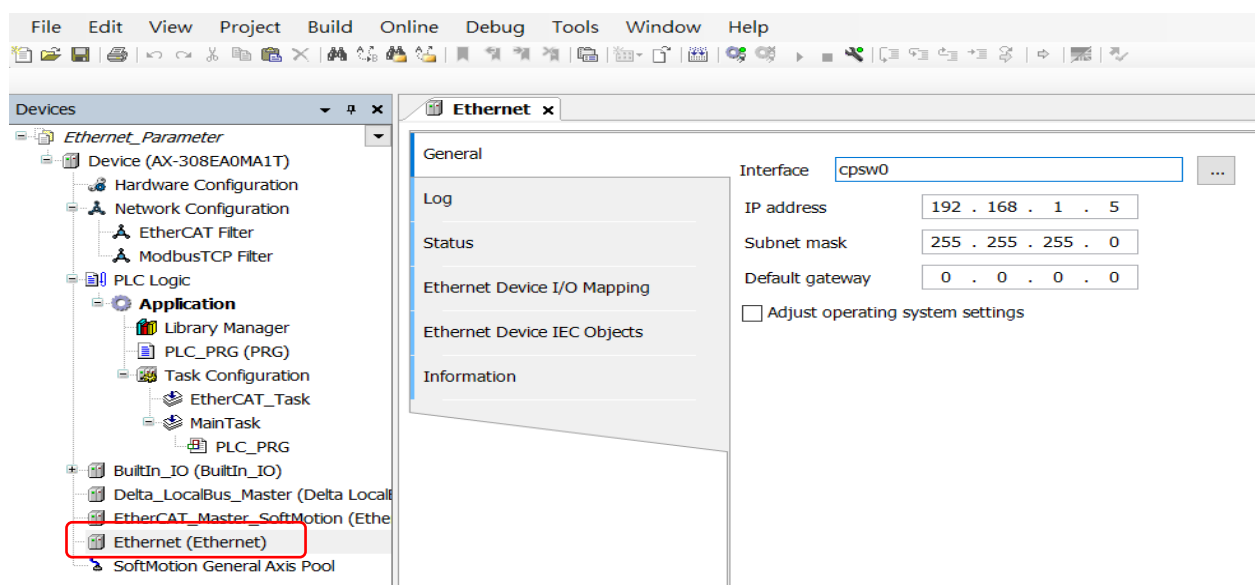 File Edit View Project Build Online Debug Tools Window Help
Devices
Ethernet_Parameter
Device (AX-308EA0MA1T)
Hardware Configuration
Network Configuration
EtherCAT Filter
ModbusTCP Filter
PLC Logic
Application
Library Manager
PLC_PRG (PRG)
Task Configuration
EtherCAT_Task
MainTask
PLC_PRG
BuiltIn_IO (BuiltIn_IO)
Delta_LocalBus_Master (Delta Local
EtherCAT_Master_SoftMotion (Ethe
Ethernet (Ethernet)
SoftMotion General Axis Pool
Ethernet
General
Log
Status
Ethernet Device I/O Mapping
Ethernet Device IEC Objects
Information
Interface cpsw0 ...
IP address 192 . 168 . 1 . 5
Subnet mask 255 . 255 . 255 . 0
Default gateway 0 . 0 . 0 . 0
Adjust operating system settings